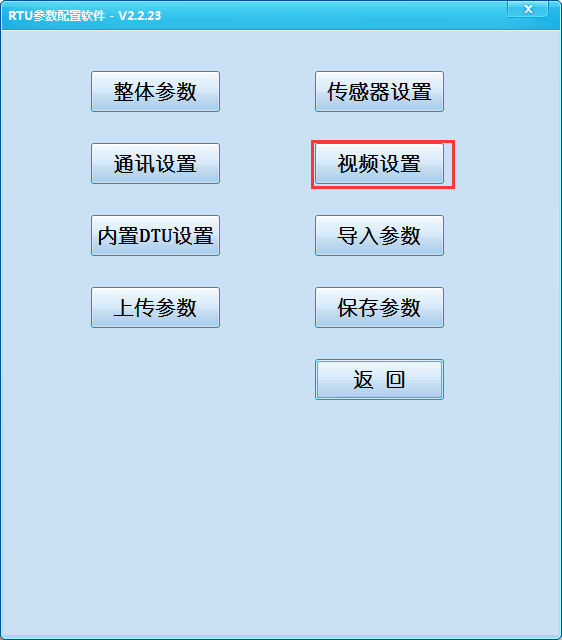 RTU参数配置软件 - V2.2.23
整体参数
传感器设置
通讯设置
视频设置
内置DTU设置
导入参数
上传参数
保存参数
返 回